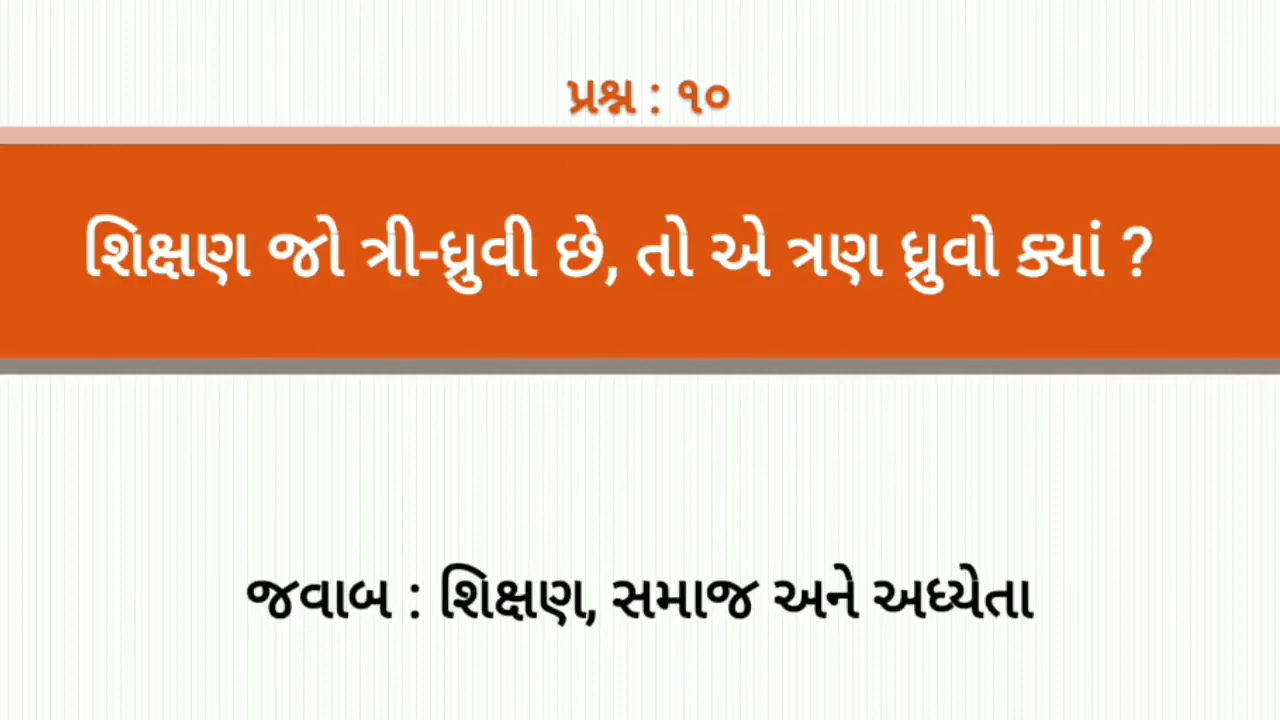 પ્રશ્ન : ૧૦
શિક્ષણ જો ત્રી-ધ્રુવી છે, તો એ ત્રણ ધ્રુવો ક્યાં ?
જવાબ : શિક્ષણ, સમાજ અને અધ્યેતા